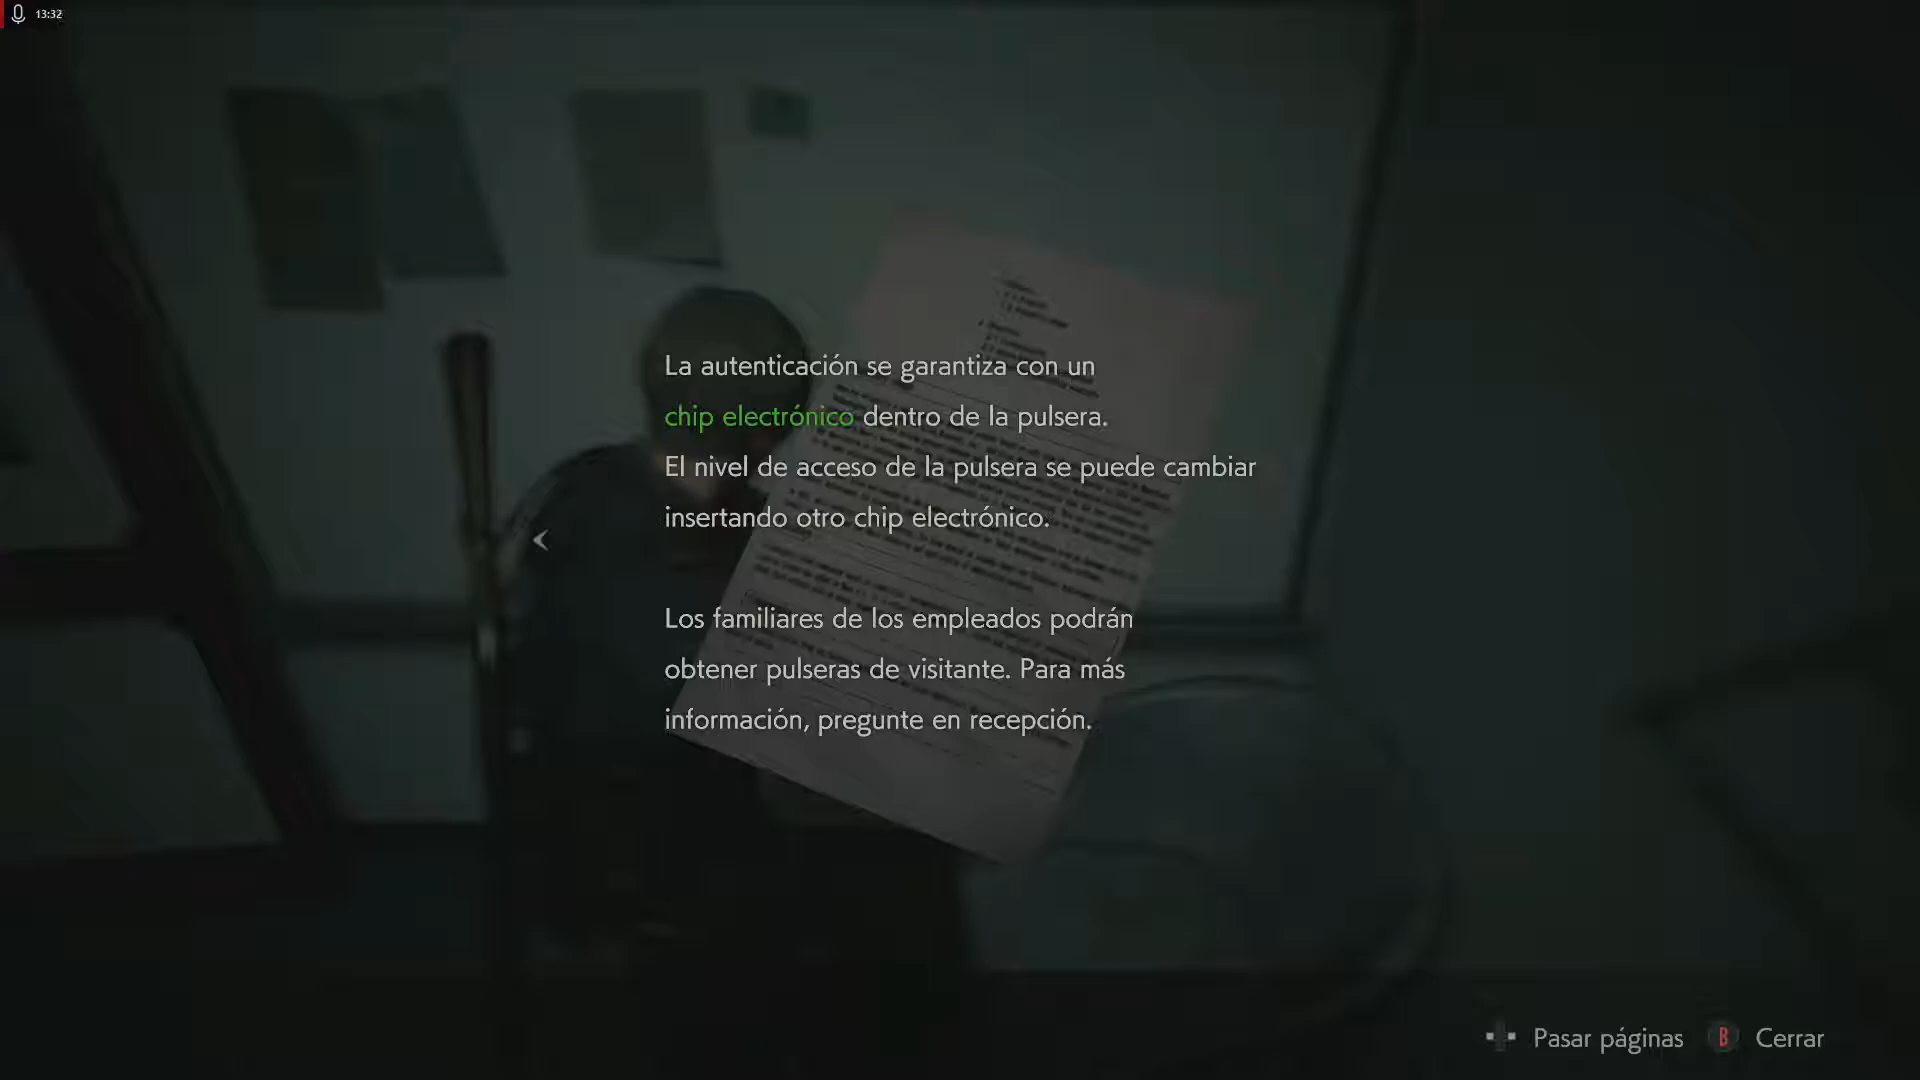 13:32
La autenticación se garantiza con un
chip electrónico dentro de la pulsera.
El nivel de acceso de la pulsera se puede cambiar
insertando otro chip electrónico.
Los familiares de los empleados podrán
obtener pulseras de visitante. Para más
información, pregunte en recepción.
Pasar páginas B Cerrar